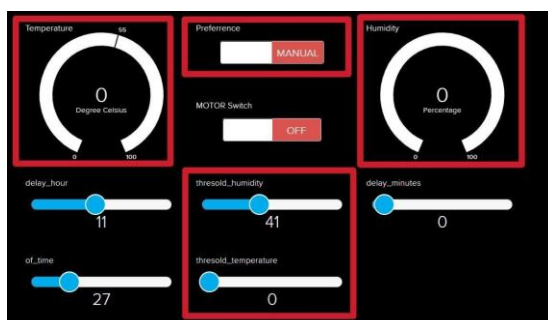 Temperature
55
0
Degree Celsius
0
100
Preferrence
MANUAL
Humidity
0
Percentage
0
100
MOTOR Switch
OFF
delay_hour
11
thresold_humidity
41
delay_minutes
0
of_time
27
thresold_temperature
0